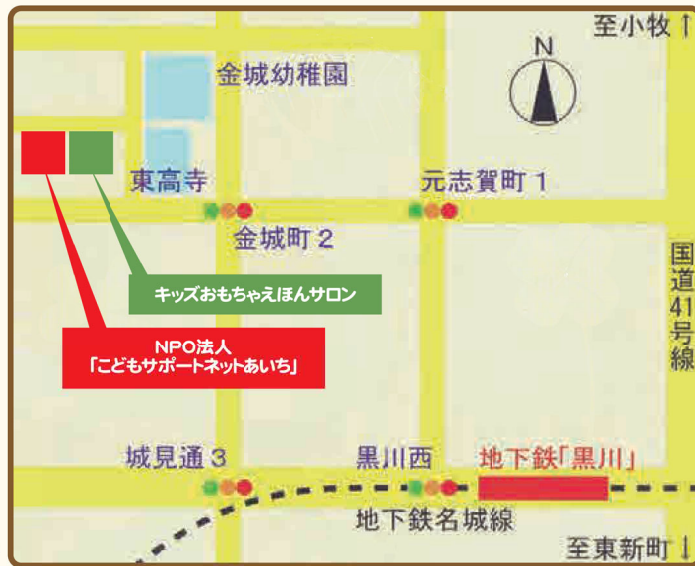 至小牧↑
N
金城幼稚園
東高寺
元志賀町1
金城町2
国道41号線
キッズおもちゃえほんサロン
NPO法人
「こどもサポートネットあいち」
城見通3
黒川西
地下鉄「黒川」
地下鉄名城線
至東新町↓